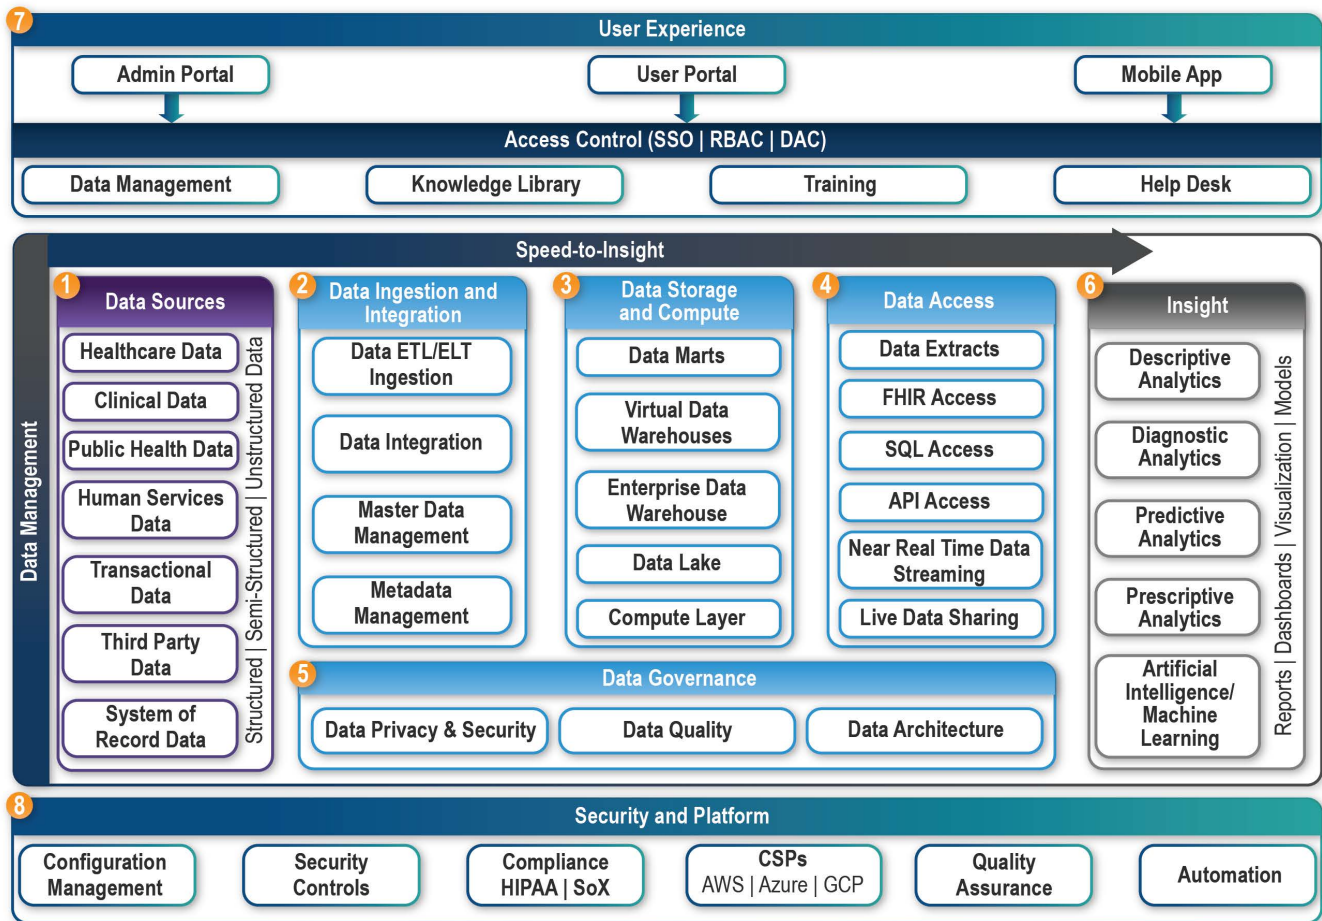 7
User Experience
Admin Portal
User Portal
Mobile App
Access Control (SSO | RBAC | DAC)
Data Management
Knowledge Library
Training
Help Desk
Data Management
Speed-to-Insight
1
Data Sources
Healthcare Data
Clinical Data
Public Health Data
Human Services
Data
Transactional
Data
Third Party
Data
System of
Record Data
Structured | Semi-Structured | Unstructured Data
2
Data Ingestion and
Integration
Data ETL/ELT
Ingestion
Data Integration
Master Data
Management
Metadata
Management
3
Data Storage
and Compute
Data Marts
Virtual Data
Warehouses
Enterprise Data
Warehouse
Data Lake
Compute Layer
4
Data Access
Data Extracts
FHIR Access
SQL Access
API Access
Near Real Time Data
Streaming
Live Data Sharing
5
Data Governance
Data Privacy & Security
Data Quality
Data Architecture
6
Insight
Descriptive
Analytics
Diagnostic
Analytics
Predictive
Analytics
Prescriptive
Analytics
Artificial
Intelligence/
Machine
Learning
Reports | Dashboards | Visualization | Models
8
Security and Platform
Configuration
Management
Security
Controls
Compliance
HIPAA | SoX
CSPs
AWS | Azure | GCP
Quality
Assurance
Automation